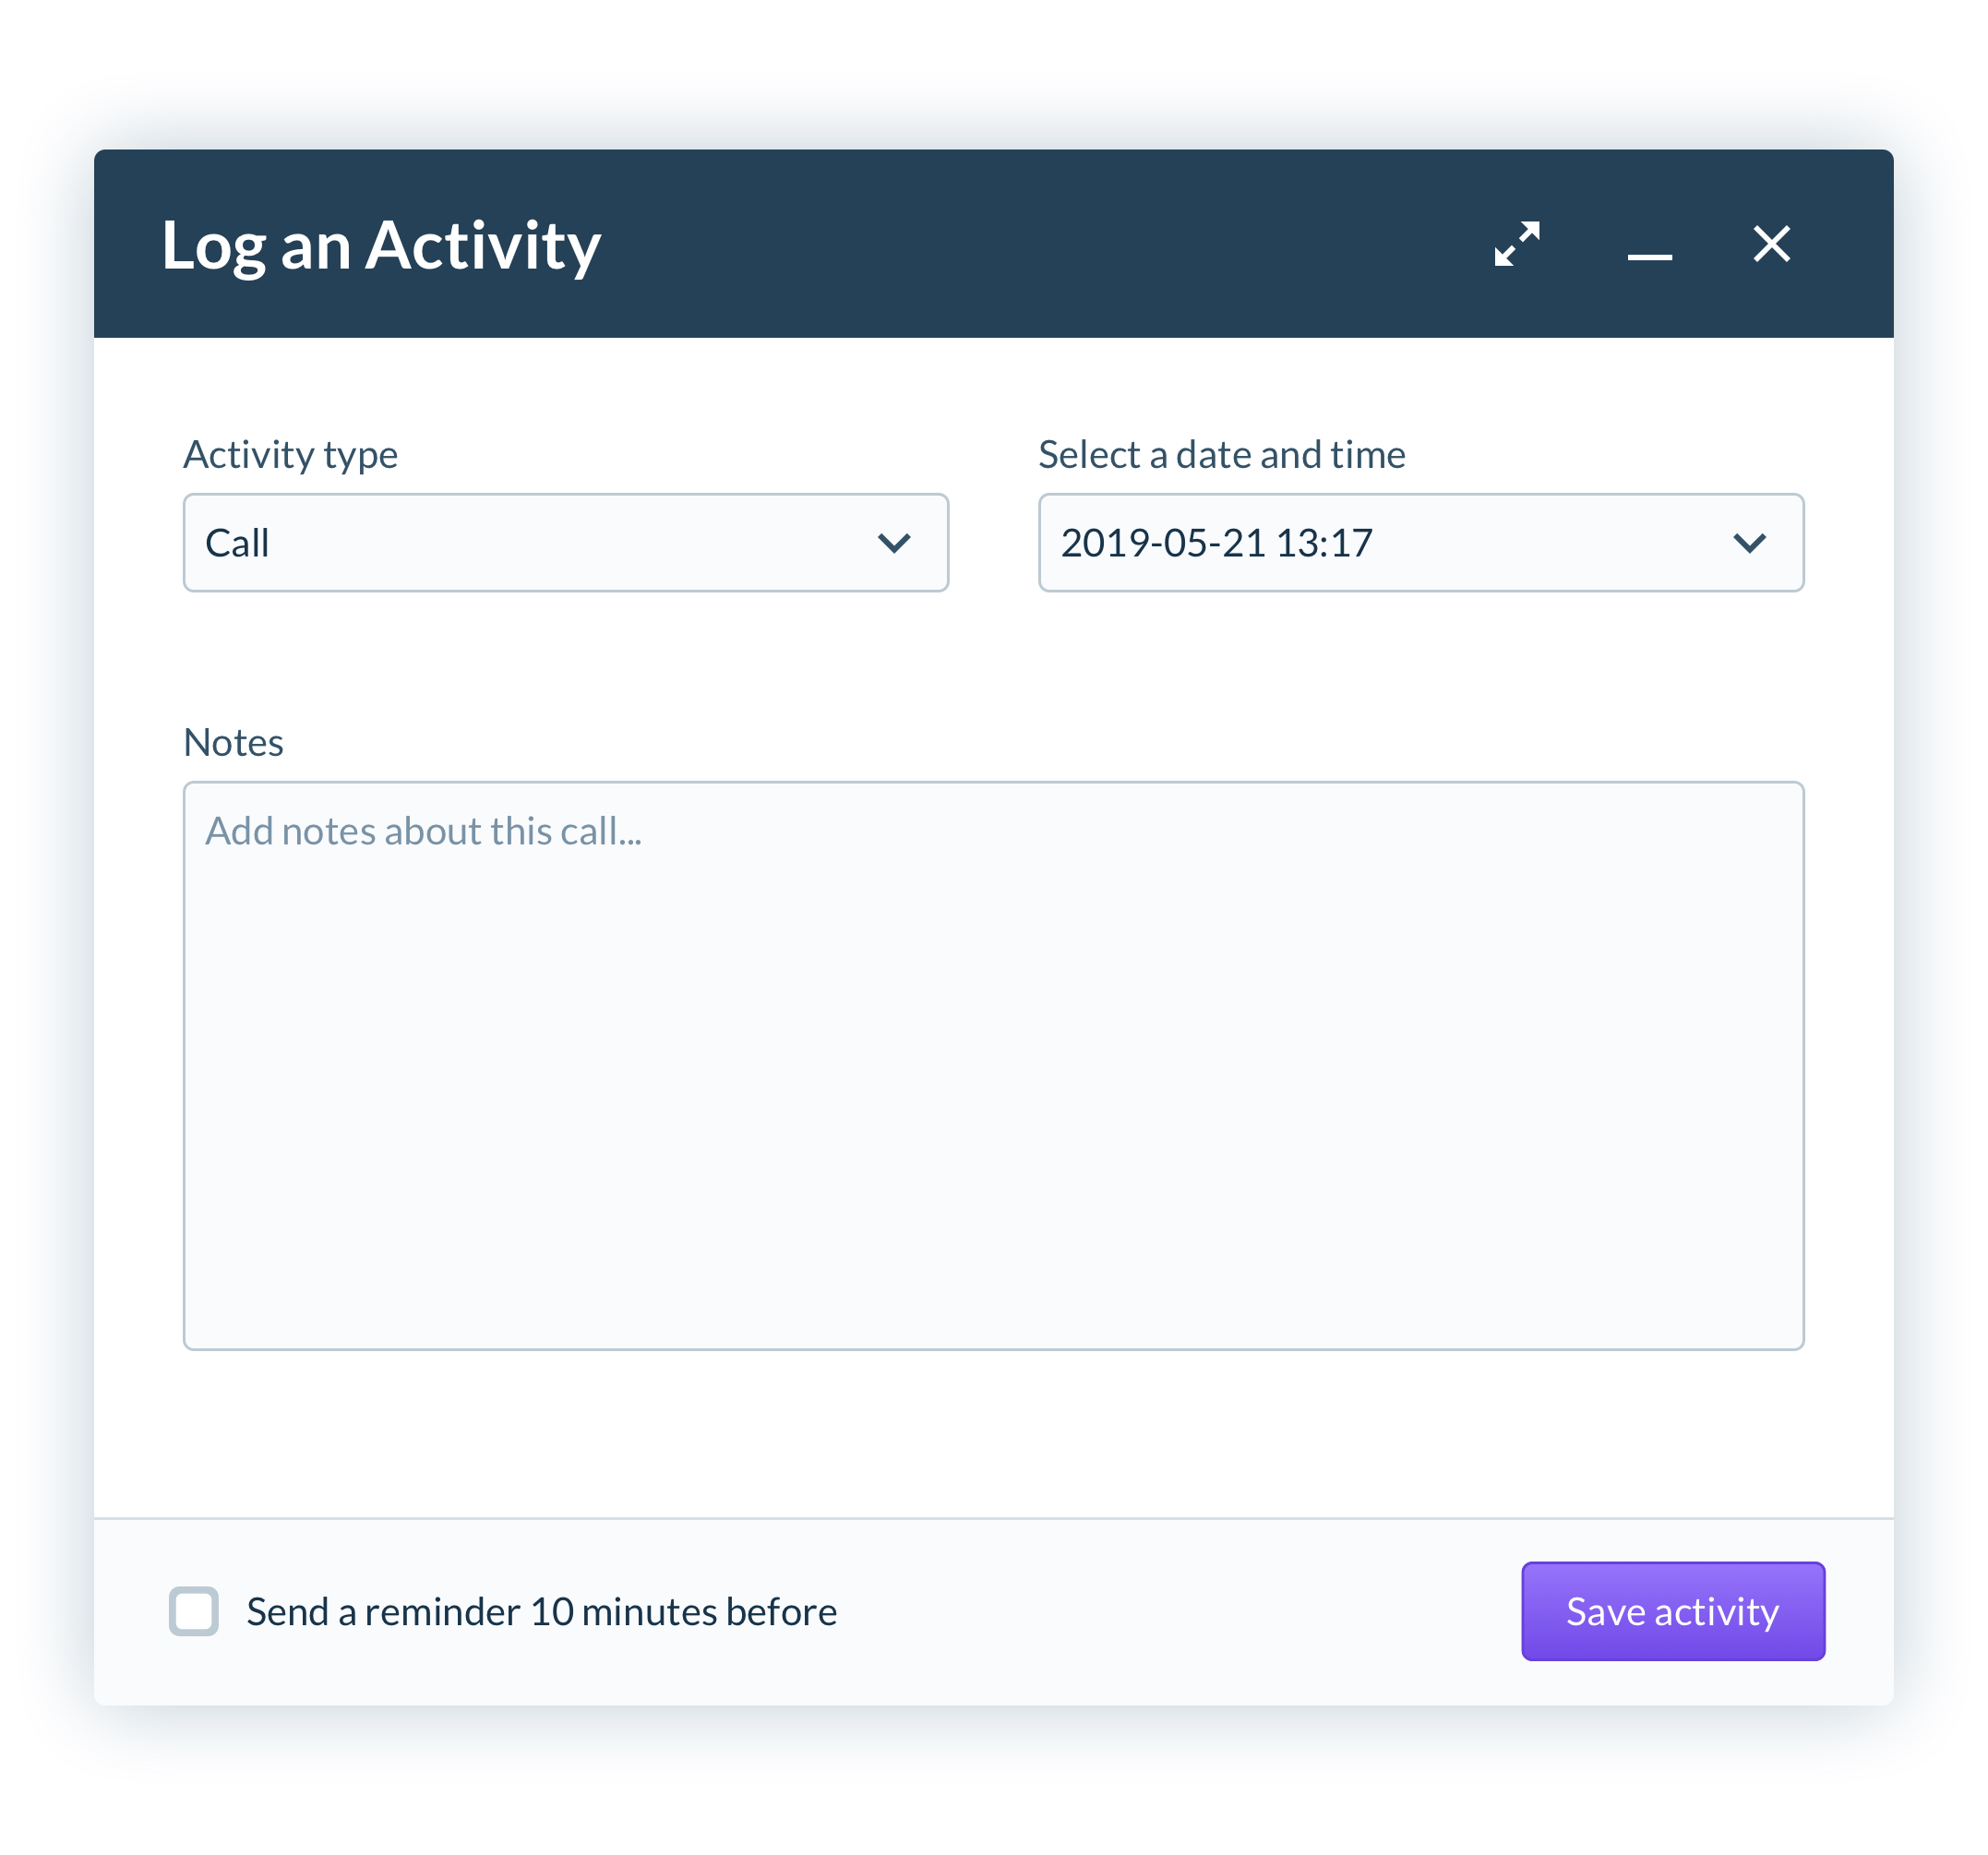 Log an Activity
Activity type
Select a date and time
Call
2019-05-21 13:17
Notes
Add notes about this call...
Send a reminder 10 minutes before
Save activity